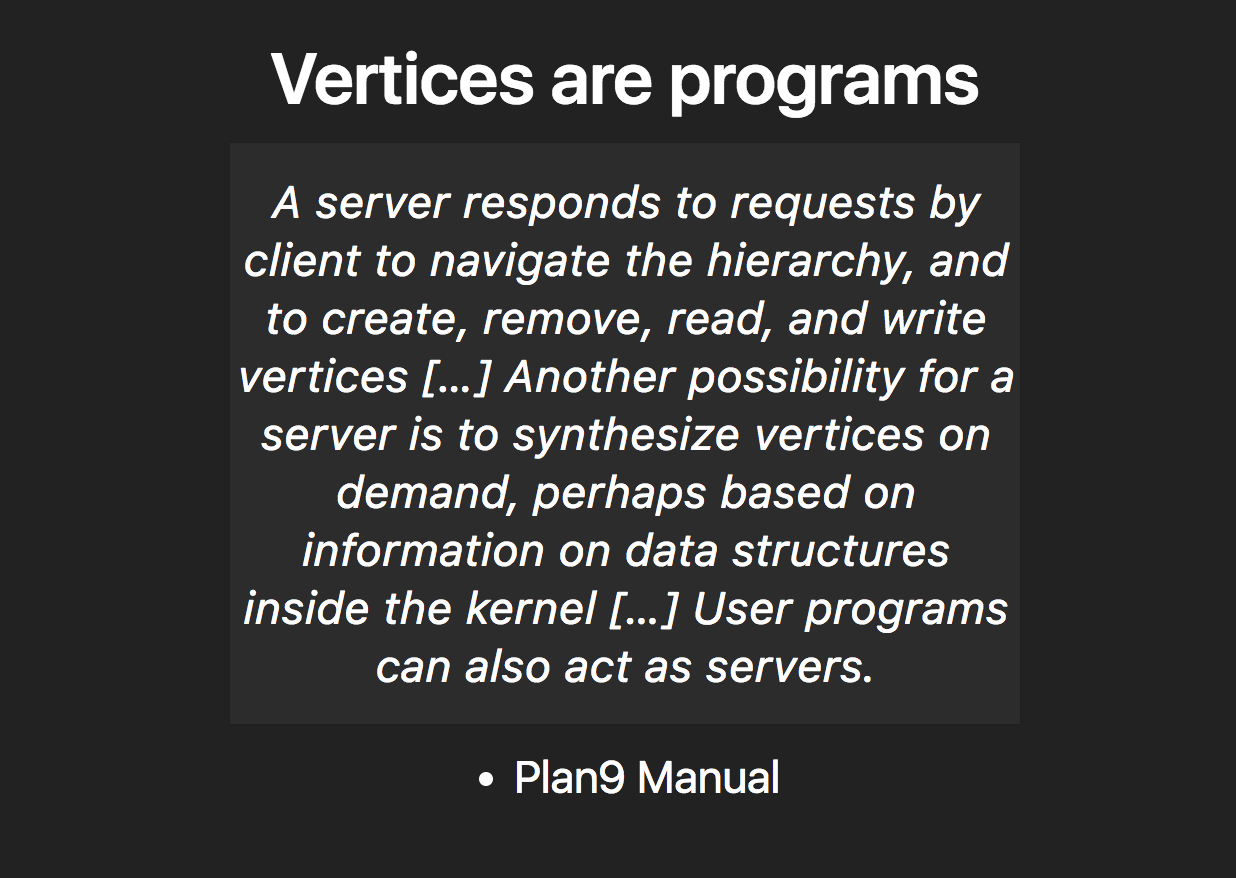 Vertices are programs
A server responds to requests by
client to navigate the hierarchy, and
to create, remove, read, and write
vertices [...] Another possibility for a
server is to synthesize vertices on
demand, perhaps based on
information on data structures
inside the kernel [...] User programs
can also act as servers.
• Plan9 Manual